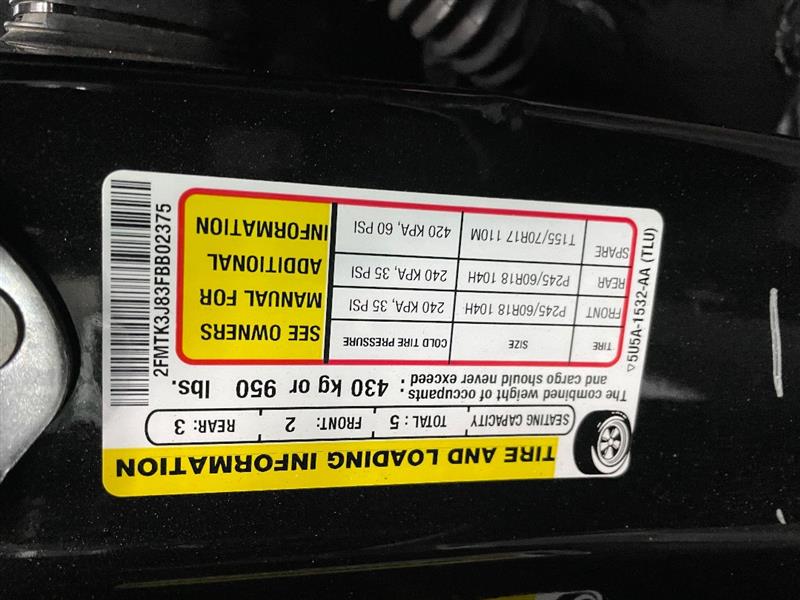 TIRE AND LOADING INFORMATION
SEATING CAPACITY TOTAL : 5 FRONT: 2 REAR: 3
The combined weight of occupants
and cargo should never exceed : 430 kg or 950 lbs.
TIRE SIZE COLD TIRE PRESSURE
FRONT P245/60R18 104H 240 KPA, 35 PSI
REAR P245/60R18 104H 240 KPA, 35 PSI
SPARE T155/70R17 110M 420 KPA, 60 PSI
SEE OWNERS
MANUAL FOR
ADDITIONAL
INFORMATION
▽5U5A-1532-AA (TLU)
2FMTK3J83FBB02375